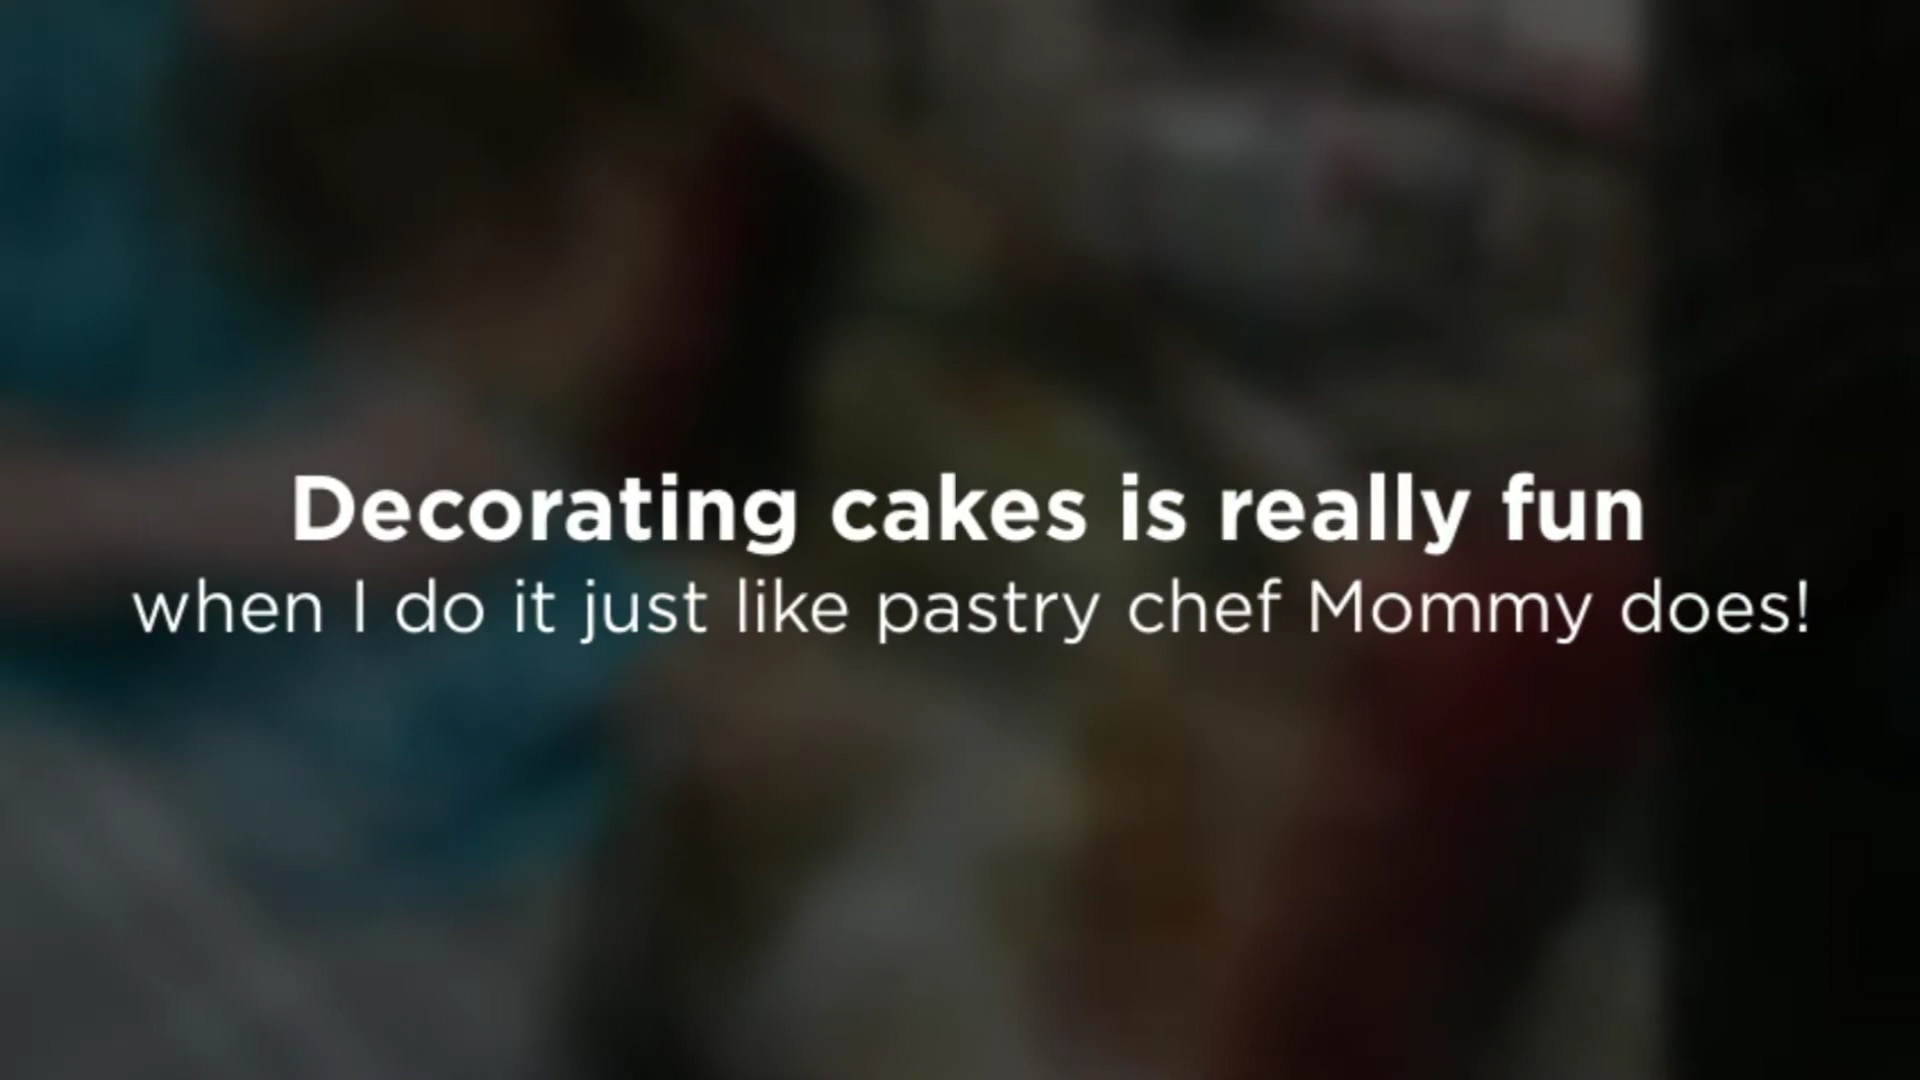 Decorating cakes is really fun
when I do it just like pastry chef Mommy does!